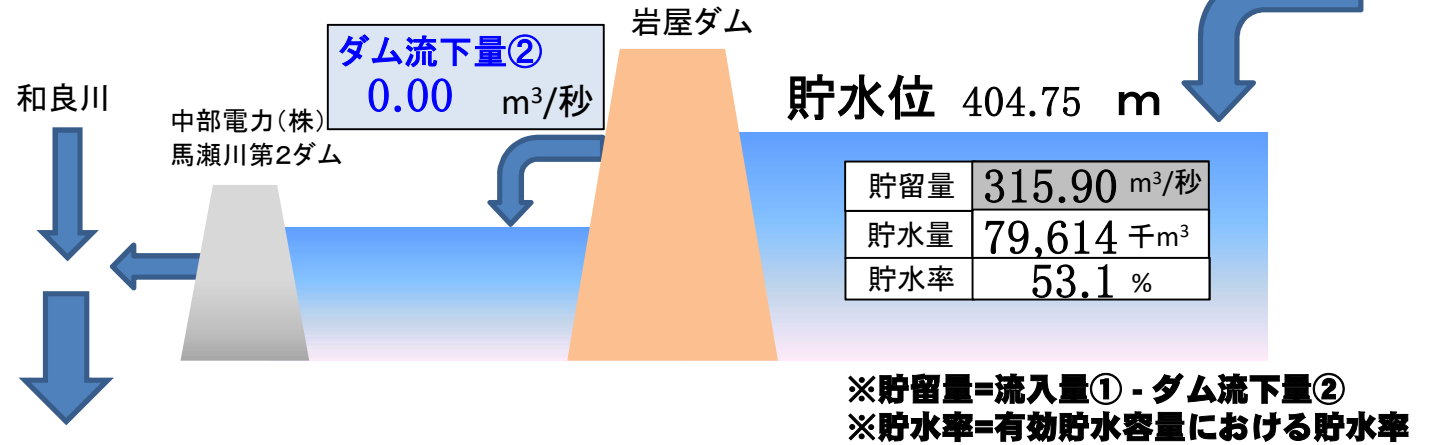 岩屋ダム
ダム流下量②
0.00 m³/秒
和良川
中部電力(株)
馬瀬川第2ダム
貯水位 404.75 m
貯留量 315.90 m³/秒
貯水量 79,614 千m³
貯水率 53.1 %
※貯留量=流入量① - ダム流下量②
※貯水率=有効貯水容量における貯水率